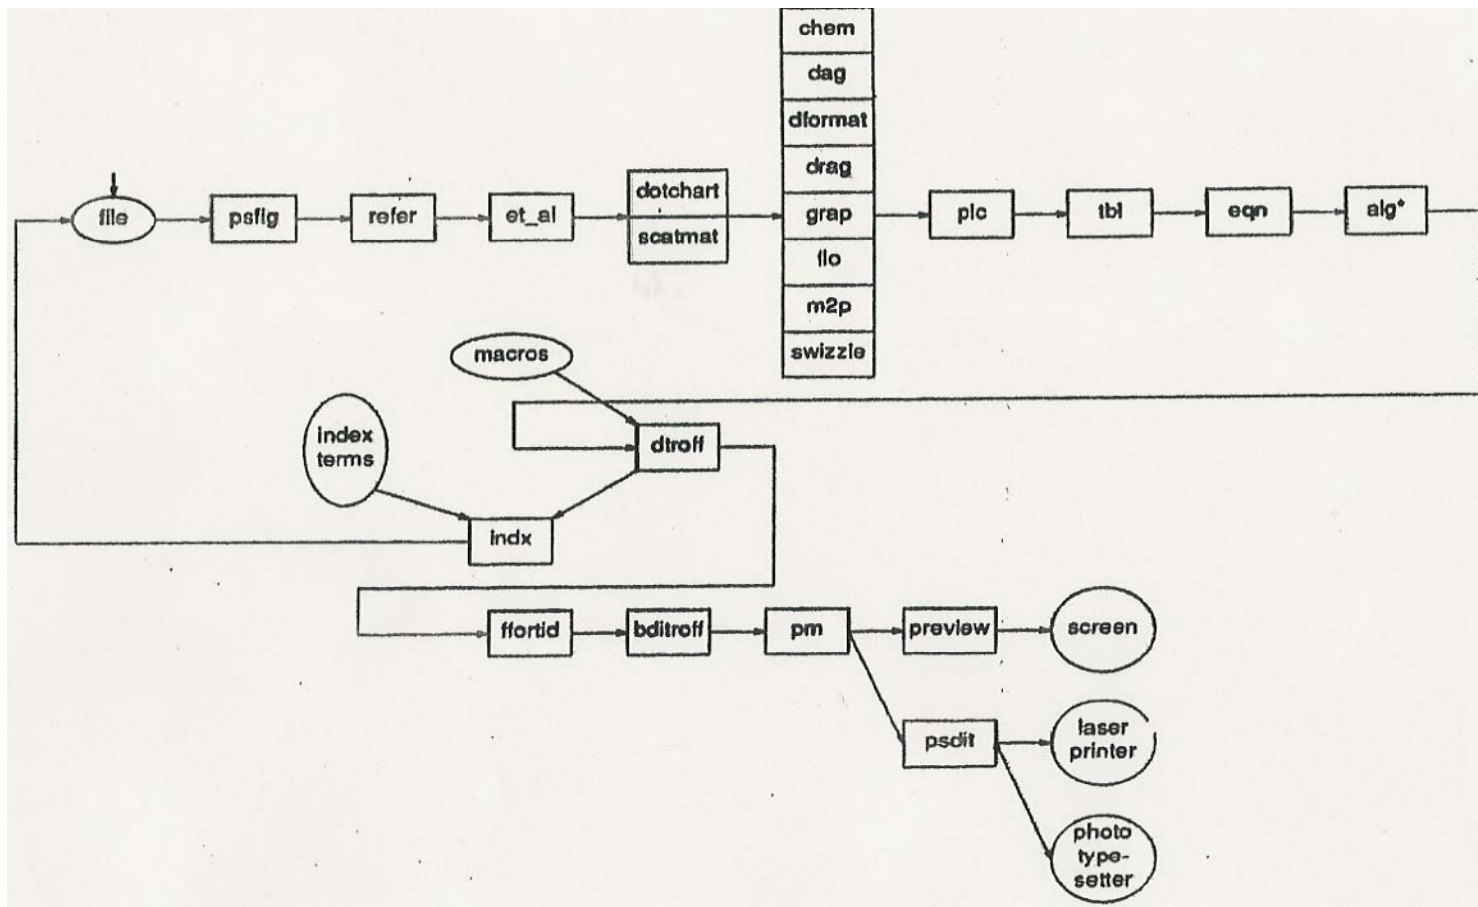 chem
dag
dformat
drag
file
psfig
refer
et_al
dotchart
scatmat
grap
pic
tbl
eqn
alg*
flo
m2p
swizzle
macros
index
terms
dtroff
indx
ffortid
bditroff
pm
preview
screen
psdit
laser
printer
photo
type-
setter